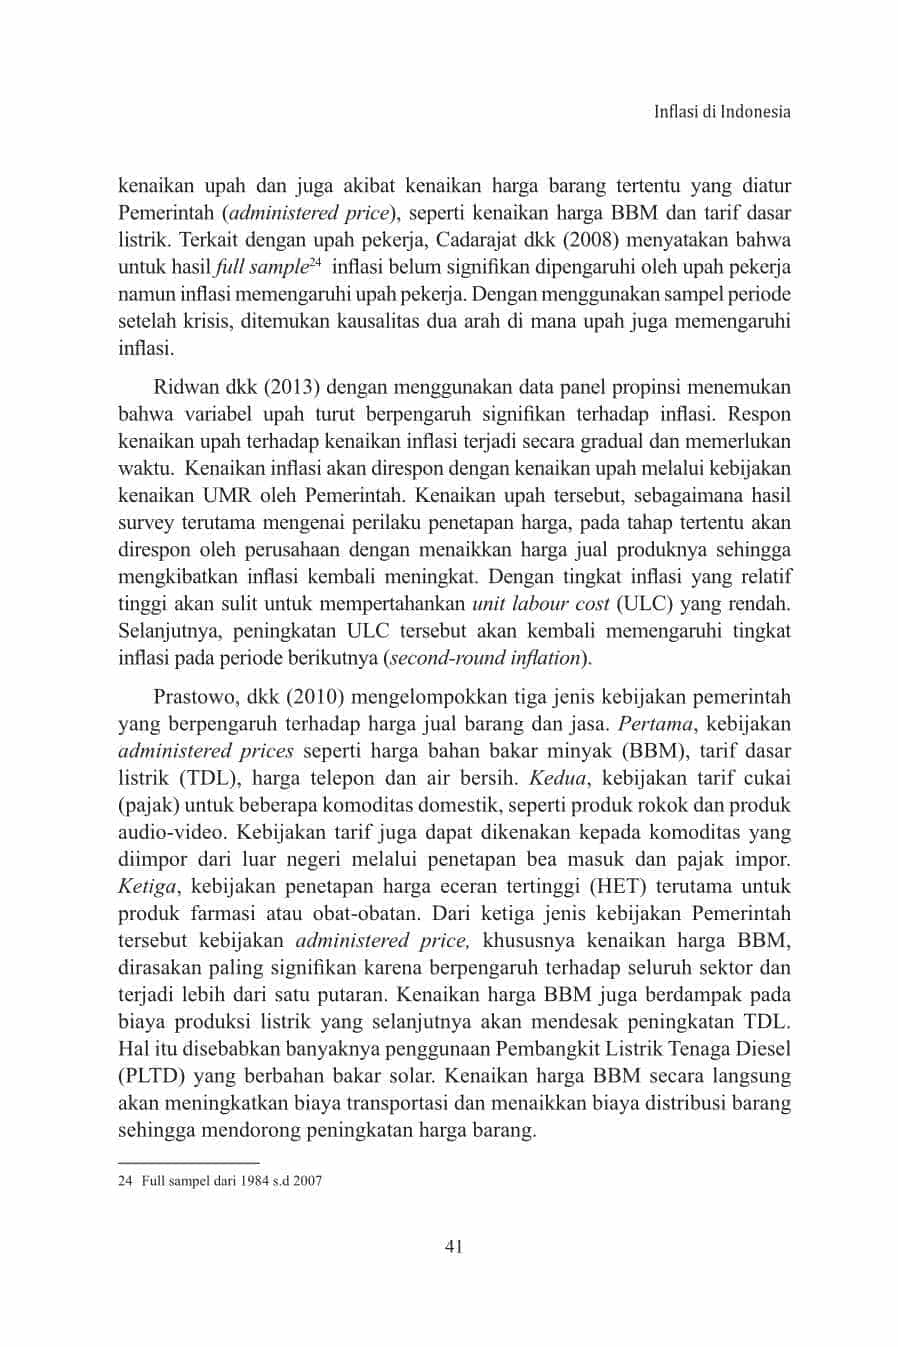 Inflasi di Indonesia
kenaikan upah dan juga akibat kenaikan harga barang tertentu yang diatur
Pemerintah (administered price), seperti kenaikan harga BBM dan tarif dasar
listrik. Terkait dengan upah pekerja, Cadarajat dkk (2008) menyatakan bahwa
untuk hasil full sample24 inflasi belum signifikan dipengaruhi oleh upah pekerja
namun inflasi memengaruhi upah pekerja. Dengan menggunakan sampel periode
setelah krisis, ditemukan kausalitas dua arah di mana upah juga memengaruhi
inflasi.
Ridwan dkk (2013) dengan menggunakan data panel propinsi menemukan
bahwa variabel upah turut berpengaruh signifikan terhadap inflasi. Respon
kenaikan upah terhadap kenaikan inflasi terjadi secara gradual dan memerlukan
waktu. Kenaikan inflasi akan direspon dengan kenaikan upah melalui kebijakan
kenaikan UMR oleh Pemerintah. Kenaikan upah tersebut, sebagaimana hasil
survey terutama mengenai perilaku penetapan harga, pada tahap tertentu akan
direspon oleh perusahaan dengan menaikkan harga jual produknya sehingga
mengkibatkan inflasi kembali meningkat. Dengan tingkat inflasi yang relatif
tinggi akan sulit untuk mempertahankan unit labour cost (ULC) yang rendah.
Selanjutnya, peningkatan ULC tersebut akan kembali memengaruhi tingkat
inflasi pada periode berikutnya (second-round inflation).
Prastowo, dkk (2010) mengelompokkan tiga jenis kebijakan pemerintah
yang berpengaruh terhadap harga jual barang dan jasa. Pertama, kebijakan
administered prices seperti harga bahan bakar minyak (BBM), tarif dasar
listrik (TDL), harga telepon dan air bersih. Kedua, kebijakan tarif cukai
(pajak) untuk beberapa komoditas domestik, seperti produk rokok dan produk
audio-video. Kebijakan tarif juga dapat dikenakan kepada komoditas yang
diimpor dari luar negeri melalui penetapan bea masuk dan pajak impor.
Ketiga, kebijakan penetapan harga eceran tertinggi (HET) terutama untuk
produk farmasi atau obat-obatan. Dari ketiga jenis kebijakan Pemerintah
tersebut kebijakan administered price, khususnya kenaikan harga BBM,
dirasakan paling signifikan karena berpengaruh terhadap seluruh sektor dan
terjadi lebih dari satu putaran. Kenaikan harga BBM juga berdampak pada
biaya produksi listrik yang selanjutnya akan mendesak peningkatan TDL.
Hal itu disebabkan banyaknya penggunaan Pembangkit Listrik Tenaga Diesel
(PLTD) yang berbahan bakar solar. Kenaikan harga BBM secara langsung
akan meningkatkan biaya transportasi dan menaikkan biaya distribusi barang
sehingga mendorong peningkatan harga barang.
24 Full sampel dari 1984 s.d 2007
41